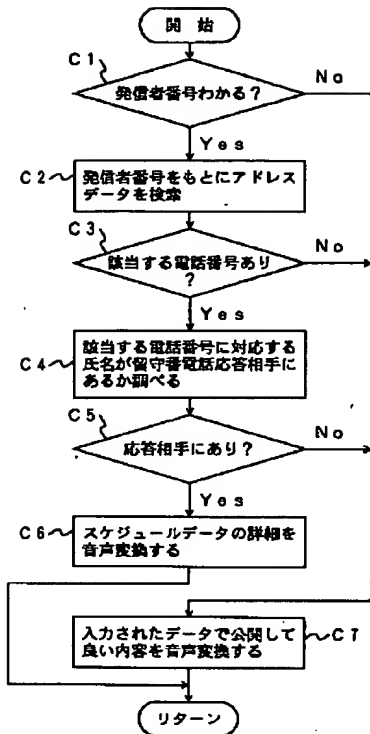 開 始
C1
発信者番号わかる?
No
Yes
C2
発信者番号をもとにアドレス
データを検索
C3
該当する電話番号あり
?
No
Yes
C4
該当する電話番号に対応する
氏名が留守番電話応答相手に
あるか調べる
C5
応答相手にあり?
No
Yes
C6
スケジュールデータの詳細を
音声変換する
入力されたデータで公開して
良い内容を音声変換する
C7
リターン